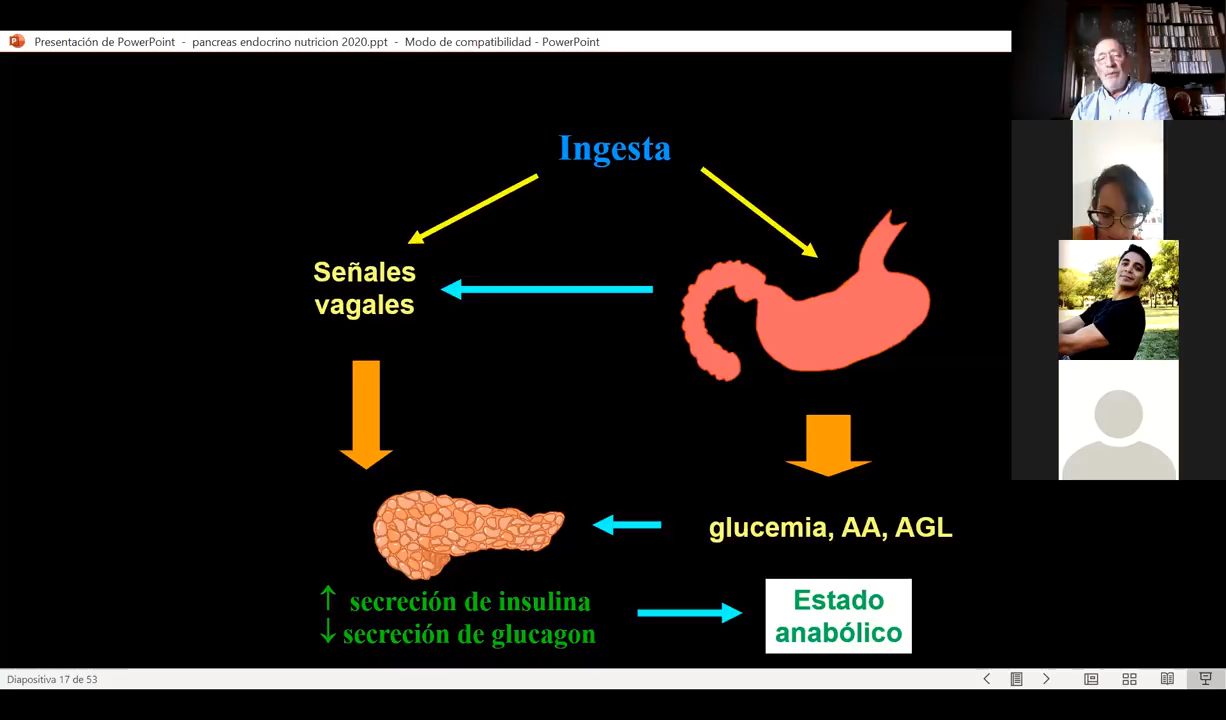 Presentación de PowerPoint - pancreas endocrino nutricion 2020.ppt - Modo de compatibilidad - PowerPoint
Ingesta
Señales
vagales
glucemia, AA, AGL
↑ secreción de insulina
↓ secreción de glucagon
Estado
anabólico
Diapositiva 17 de 53